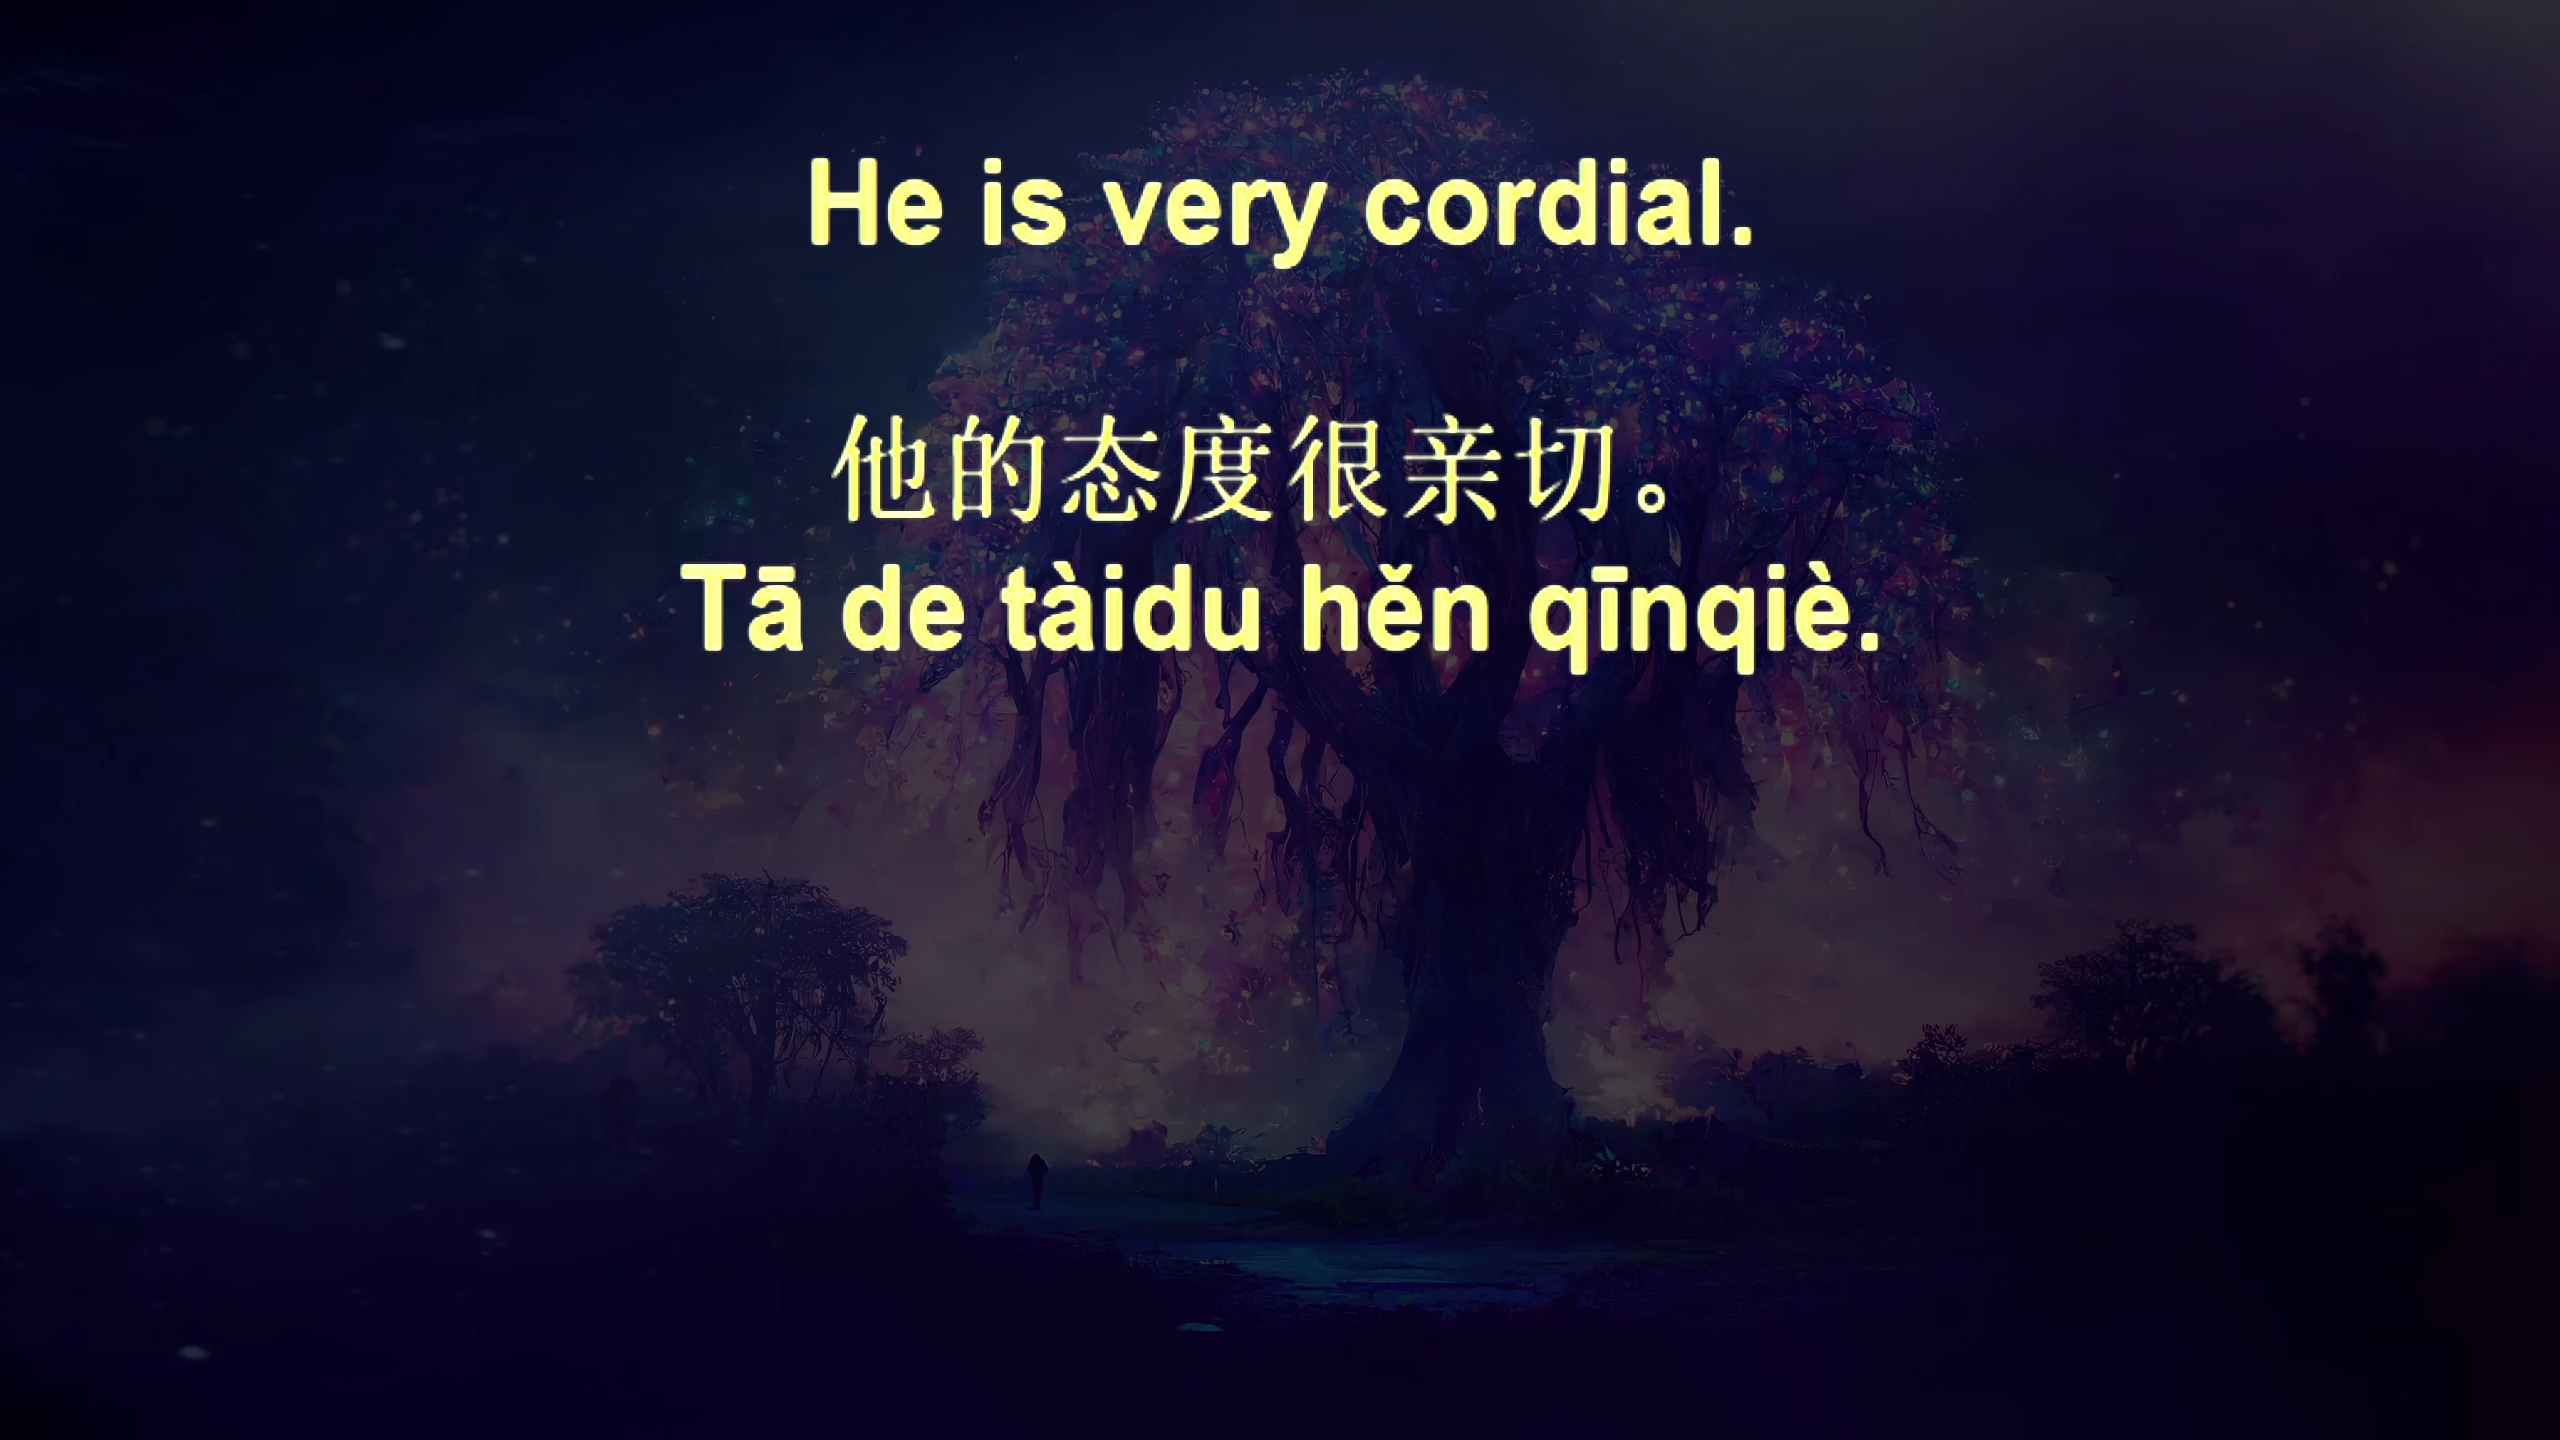 He is very cordial.
他的态度很亲切。
Tā de tàidu hěn qīnqiè.